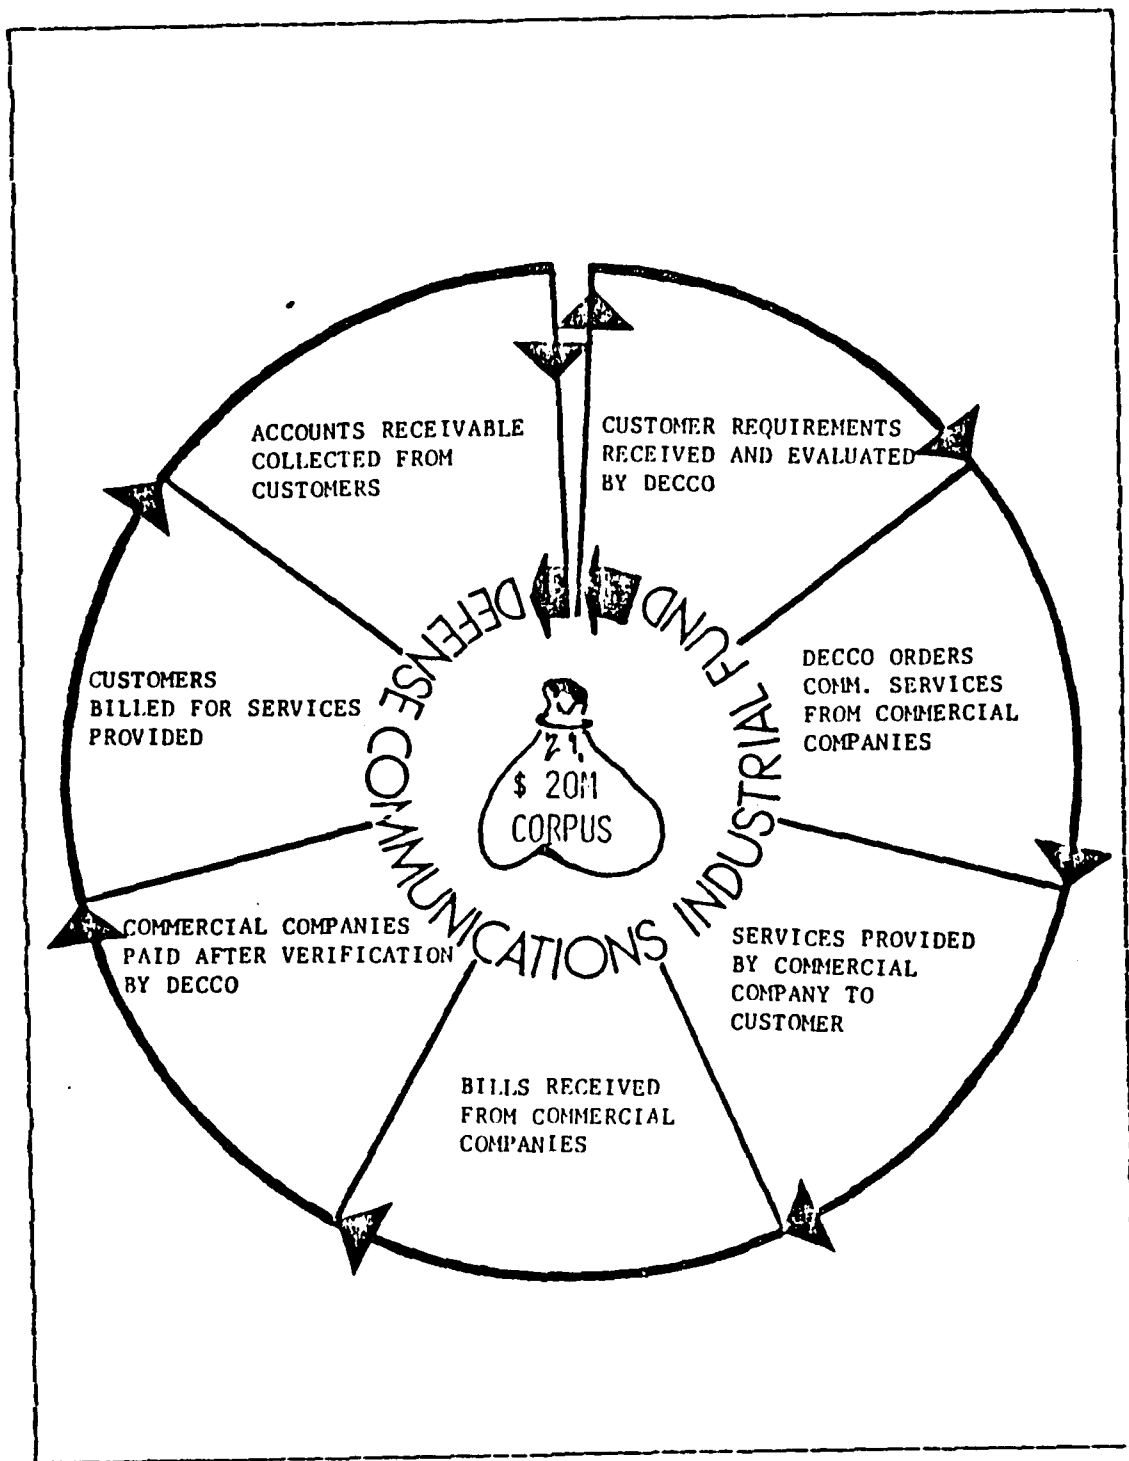 ACCOUNTS RECEIVABLE
COLLECTED FROM
CUSTOMERS
CUSTOMER REQUIREMENTS
RECEIVED AND EVALUATED
BY DECCO
DECCO ORDERS
COMM. SERVICES
FROM COMMERCIAL
COMPANIES
SERVICES PROVIDED
BY COMMERCIAL
COMPANY TO
CUSTOMER
BILLS RECEIVED
FROM COMMERCIAL
COMPANIES
COMMERCIAL COMPANIES
PAID AFTER VERIFICATION
BY DECCO
CUSTOMERS
BILLED FOR SERVICES
PROVIDED
DEFENSE COMMUNICATIONS INDUSTRIAL FUND
$ 20M
CORPUS